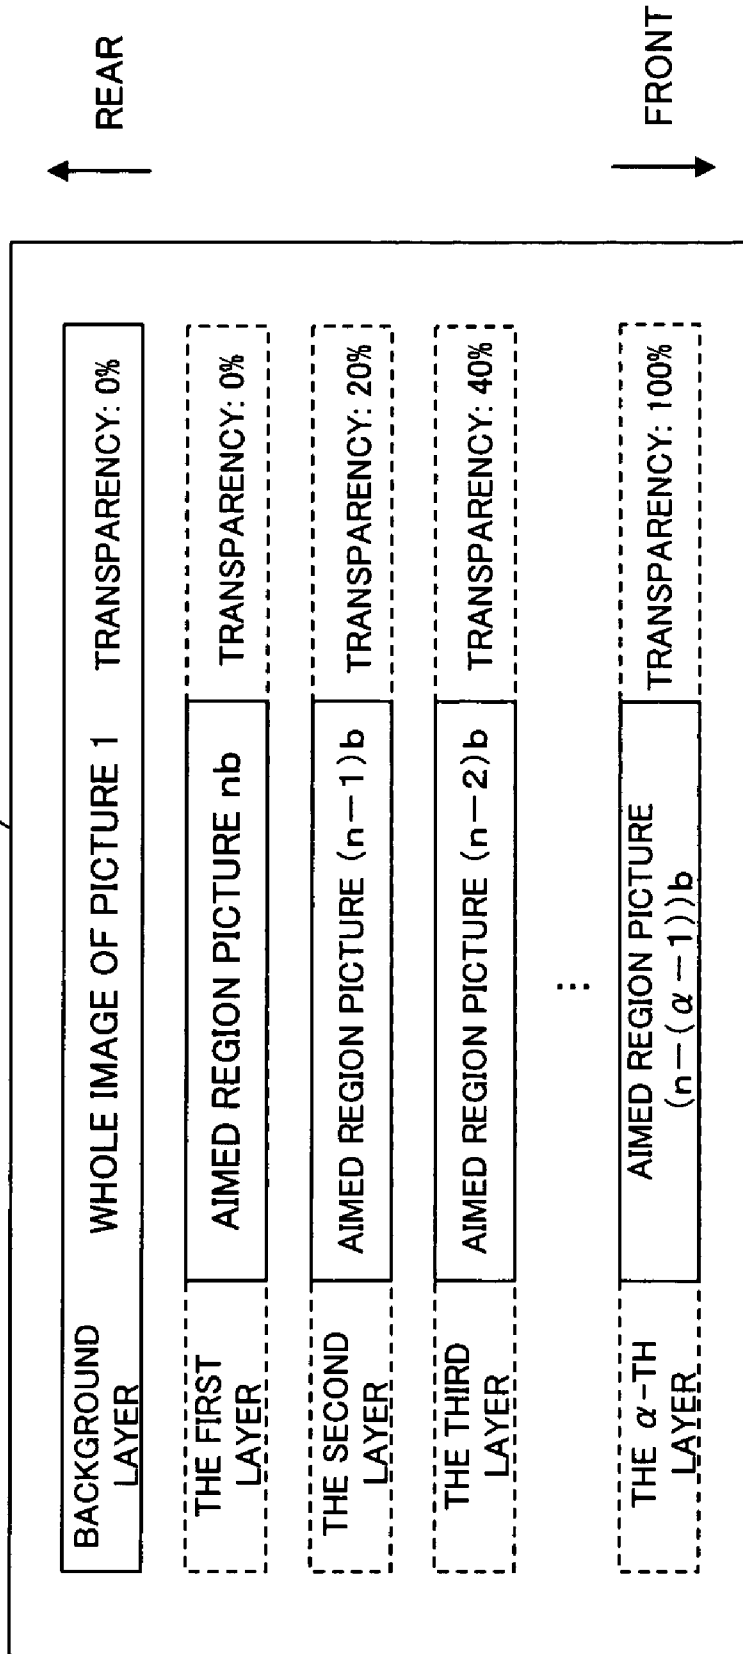 REAR
BACKGROUND
LAYER
WHOLE IMAGE OF PICTURE 1
TRANSPARENCY: 0%
THE FIRST
LAYER
AIMED REGION PICTURE nb
TRANSPARENCY: 0%
THE SECOND
LAYER
AIMED REGION PICTURE (n－1)b
TRANSPARENCY: 20%
THE THIRD
LAYER
AIMED REGION PICTURE (n－2)b
TRANSPARENCY: 40%
...
THE α-TH
LAYER
AIMED REGION PICTURE
(n－(α－1))b
TRANSPARENCY: 100%
FRONT